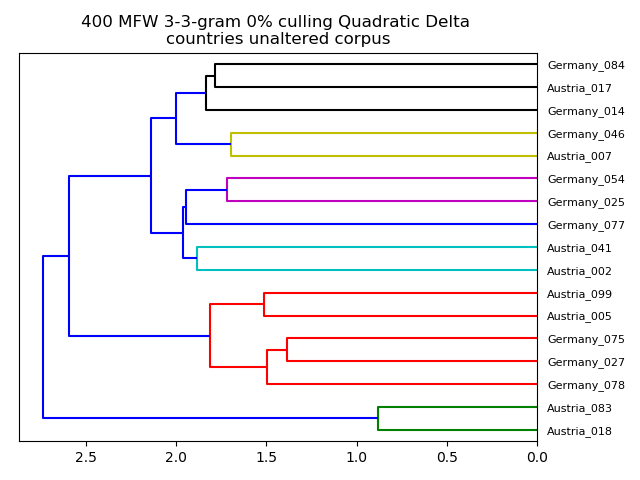 400 MFW 3-3-gram 0% culling Quadratic Delta
countries unaltered corpus
Germany_084
Austria_017
Germany_014
Germany_046
Austria_007
Germany_054
Germany_025
Germany_077
Austria_041
Austria_002
Austria_099
Austria_005
Germany_075
Germany_027
Germany_078
Austria_083
Austria_018
2.5 2.0 1.5 1.0 0.5 0.0